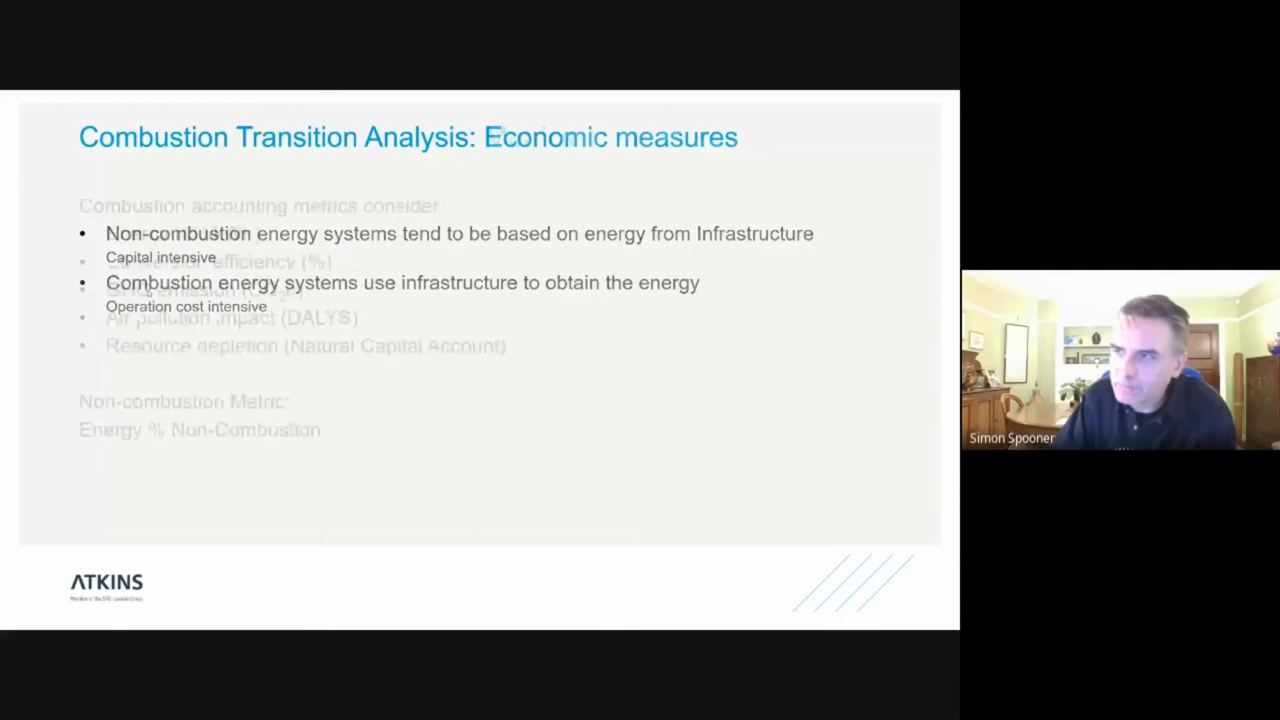 Combustion Transition Analysis: Economic measures
Combustion accounting metrics consider
• Non-combustion energy systems tend to be based on energy from Infrastructure
Capital intensive
• efficiency (%)
• Combustion energy systems use infrastructure to obtain the energy
• emission
Operation cost intensive
• Air pollution impact (DALYS)
• Resource depletion (Natural Capital Account)
Non-combustion Metric:
Energy % Non-Combustion
ATKINS
Simon Spooner